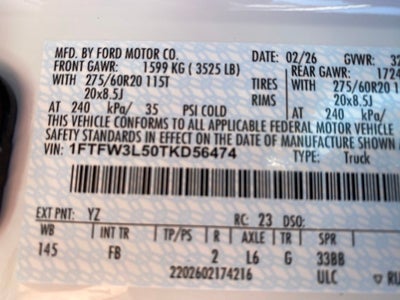 MFD. BY FORD MOTOR CO. DATE: 02/26 GVWR: 32
FRONT GAWR: 1599 KG (3525 LB) REAR GAWR: 1724
WITH 275/60R20 115T TIRES WITH 275/60R20
20x8.5J RIMS 20x8.5J
AT 240 kPa/ 35 PSI COLD AT 240 kPa/
THIS VEHICLE CONFORMS TO ALL APPLICABLE FEDERAL MOTOR VEHICLE
SAFETY STANDARDS IN EFFECT ON THE DATE OF MANUFACTURE SHOWN
VIN: 1FTFW3L50TKD56474 TYPE: Truck
EXT PNT: YZ RC: 23 DSO:
WB INT TR TP/PS R AXLE TR SPR
145 FB 2 L6 G 33BB
2202602174216 ULC RU